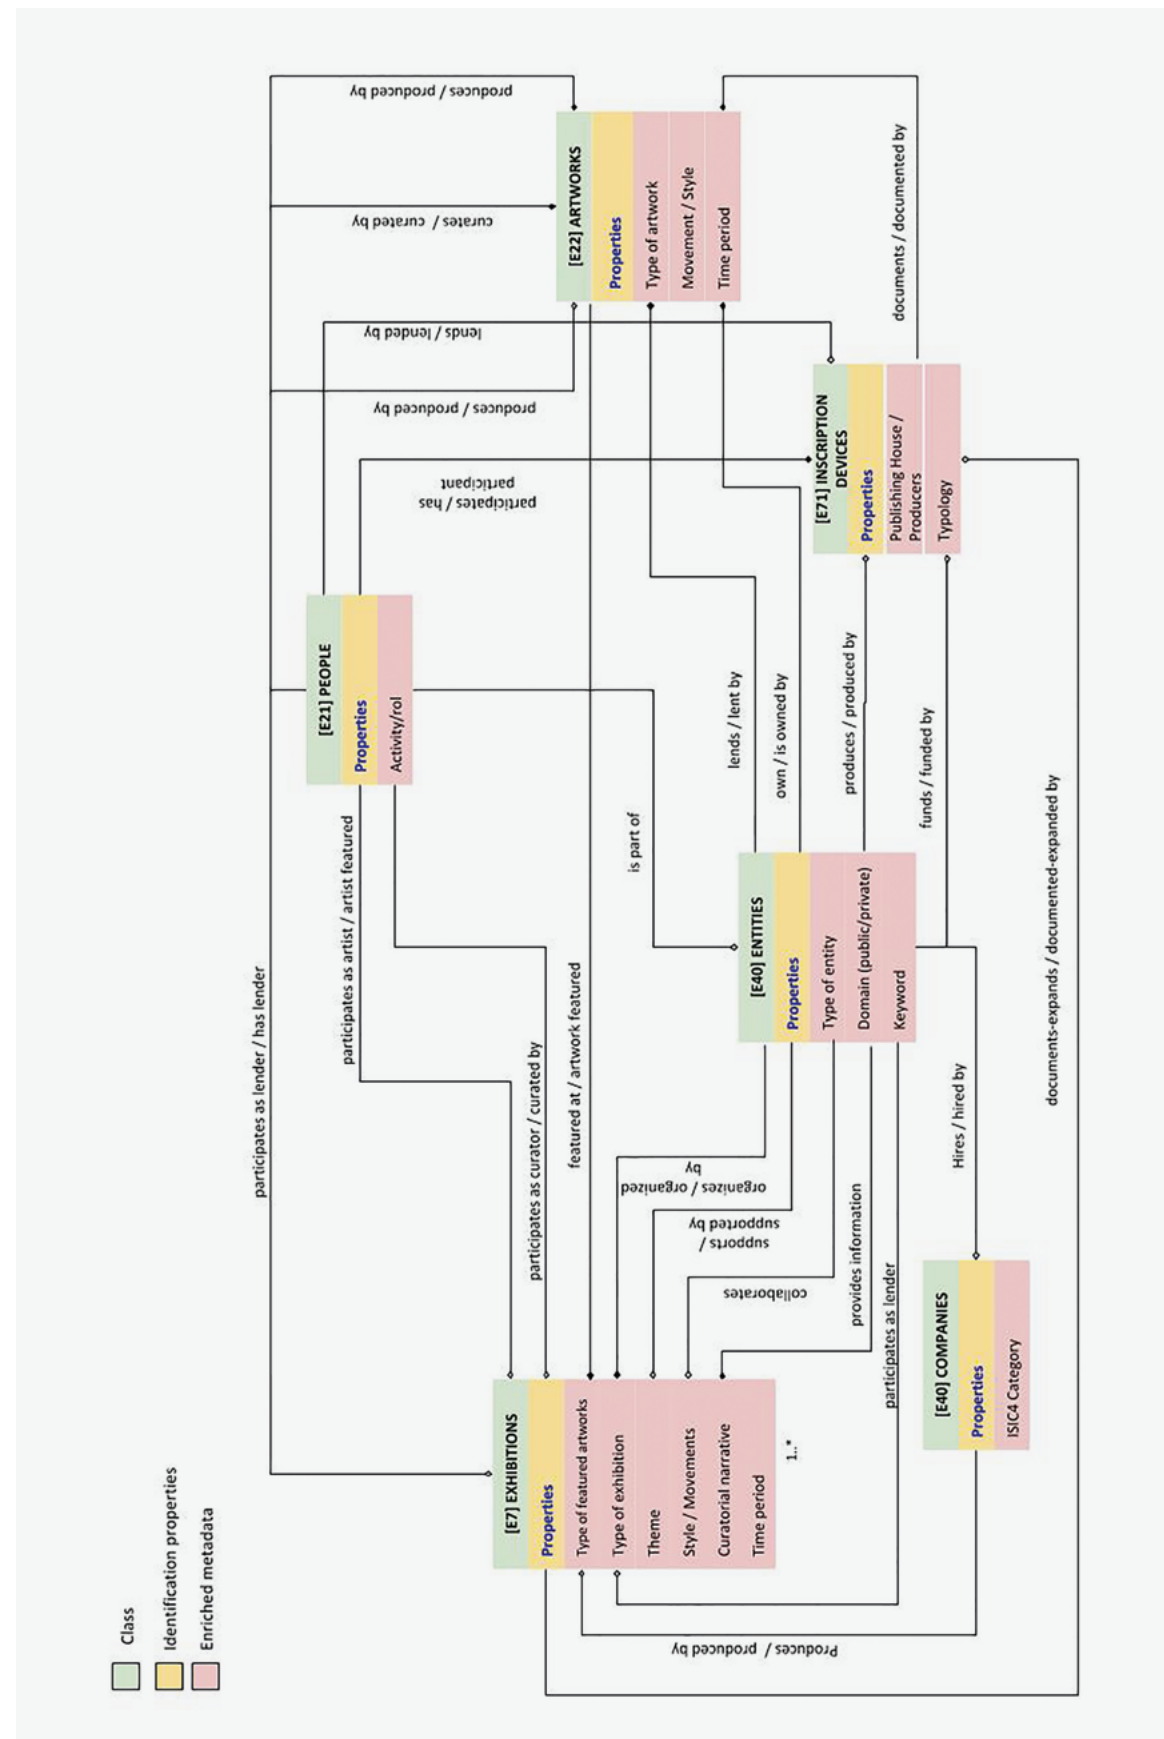 Class
Identification properties
Enriched metadata
[E7] EXHIBITIONS
Properties
Type of featured artworks
Type of exhibition
Theme
Style / Movements
Curatorial narrative
Time period
1..*
[E21] PEOPLE
Properties
Activity/rol
[E22] ARTWORKS
Properties
Type of artwork
Movement / Style
Time period
[E71] INSCRIPTION
DEVICES
Properties
Publishing House /
Producers
Typology
[E40] ENTITIES
Properties
Type of entity
Domain (public/private)
Keyword
[E40] COMPANIES
Properties
ISIC4 Category
participates as lender / has lender
participates as artist / artist featured
participates as curator / curated by
featured at / artwork featured
organizes / organized
by
supports /
supported by
collaborates
provides information
participates as lender
Produces / produced by
Hires / hired by
documents-expands / documented-expanded by
is part of
lends / lent by
own / is owned by
produces / produced by
funds / funded by
participates / has
participant
produces / produced by
lends / lended by
curates / curated by
produces / produced by
documents / documented by